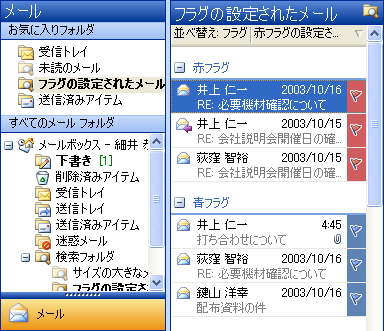 メール
お気に入りフォルダ
受信トレイ
未読のメール
フラグの設定されたメール
送信済みアイテム
すべてのメール フォルダ
メールボックス - 細井
下書き [1]
削除済みアイテム
受信トレイ
送信トレイ
送信済みアイテム
迷惑メール
検索フォルダ
サイズの大きなメ
フラグの設定され
メール
フラグの設定されたメール
並べ替え: フラグ 赤フラグの設定さ...
赤フラグ
井上 仁一 2003/10/16
RE: 必要機材確認について
井上 仁一 2003/10/15
RE: 会社説明会開催日の確...
荻窪 智裕 2003/10/15
RE: 会社説明会開催日の確...
青フラグ
井上 仁一 4:45
打ち合わせについて
荻窪 智裕 2003/10/16
RE: 必要機材確認について
鍵山 洋幸 2003/10/16
配布資料の件